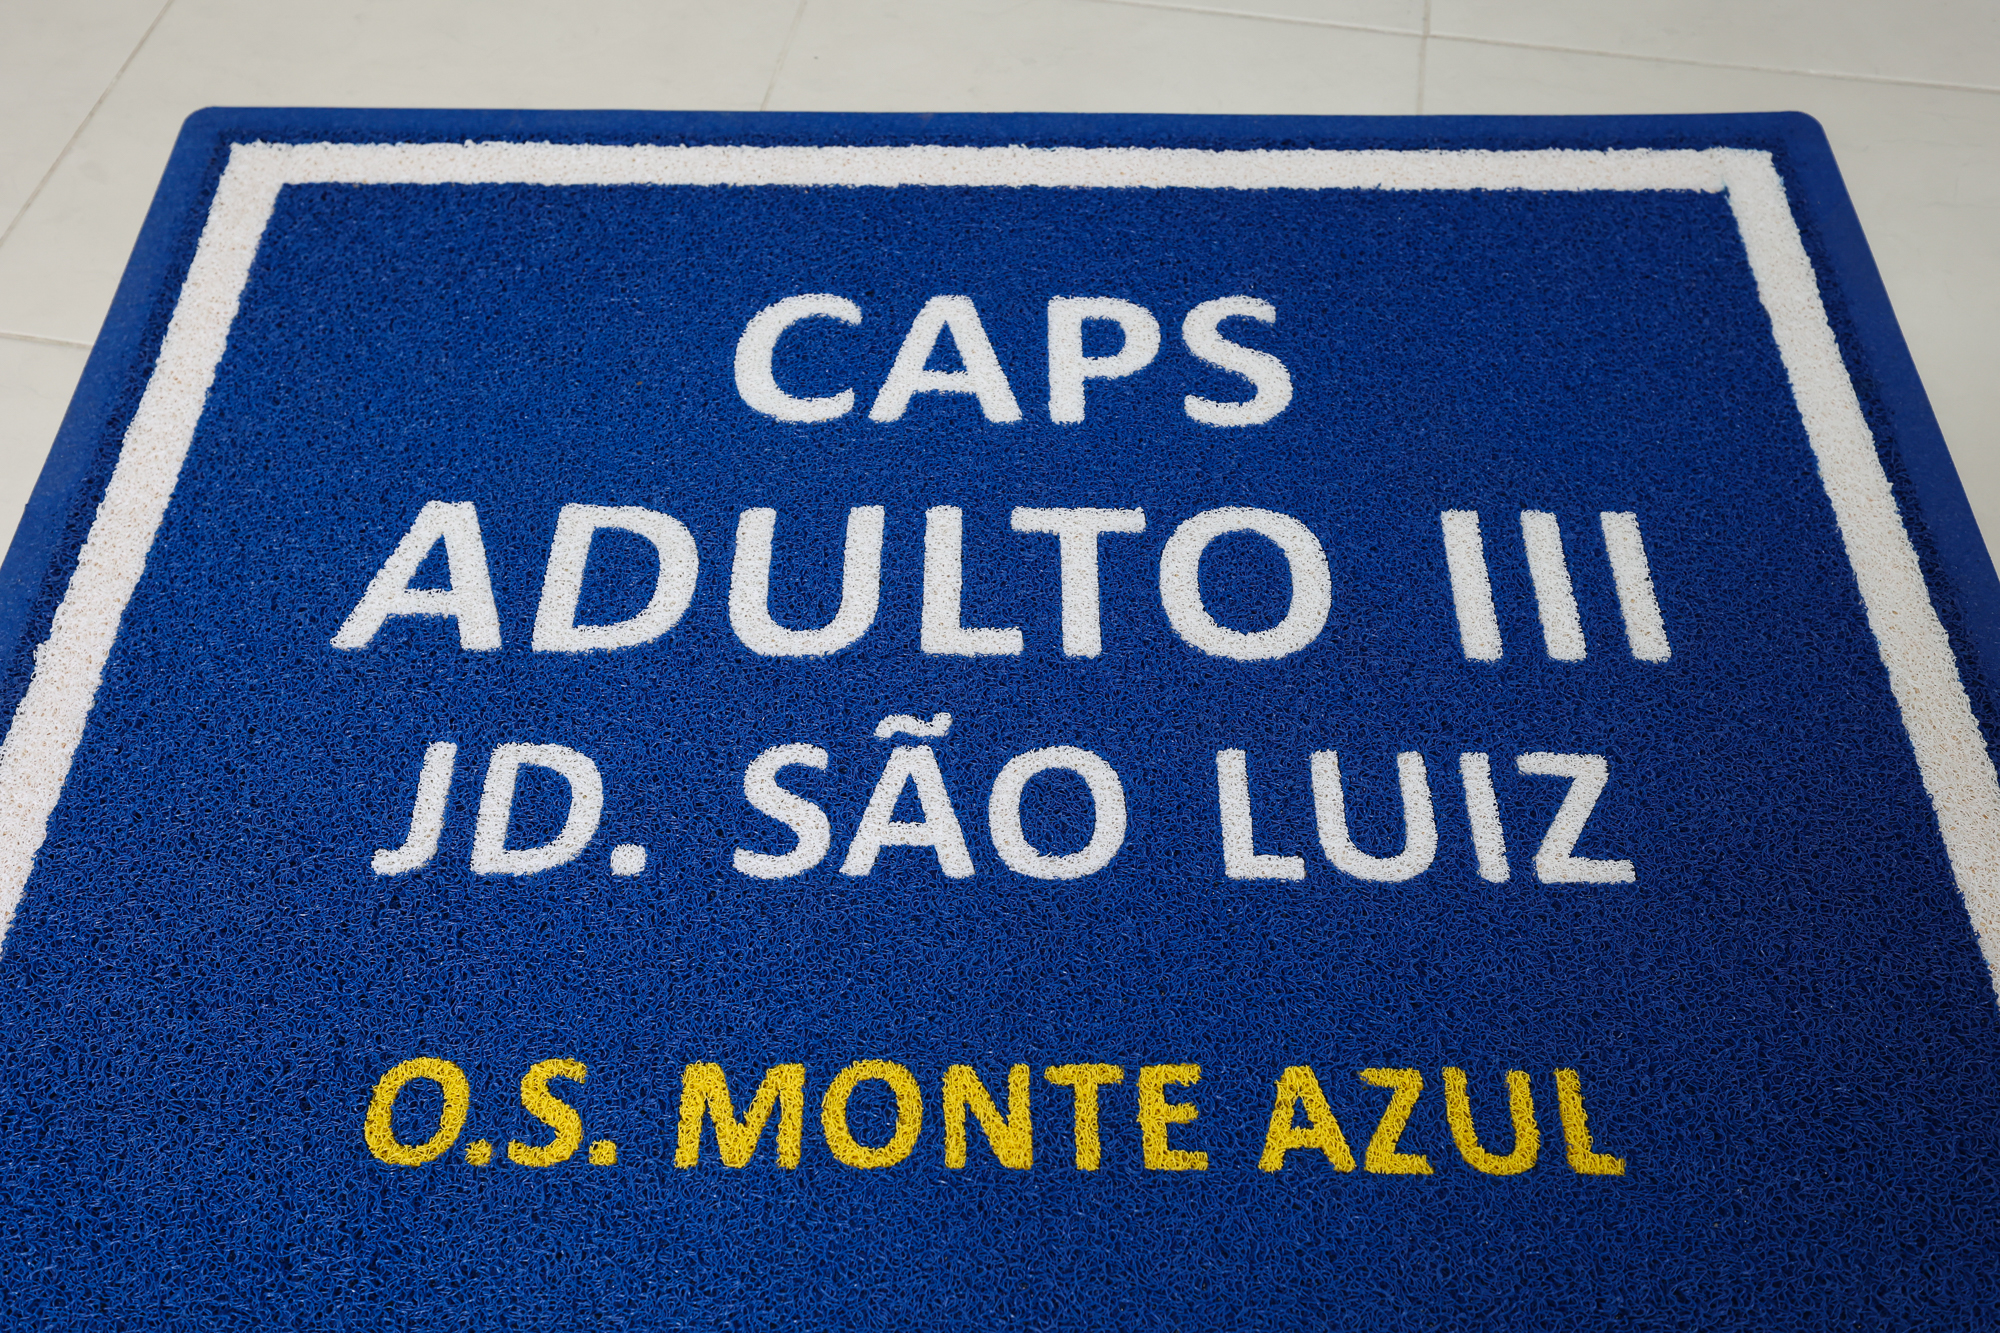 CAPS
ADULTO III
JD. SÃO LUIZ
O.S. MONTE AZUL